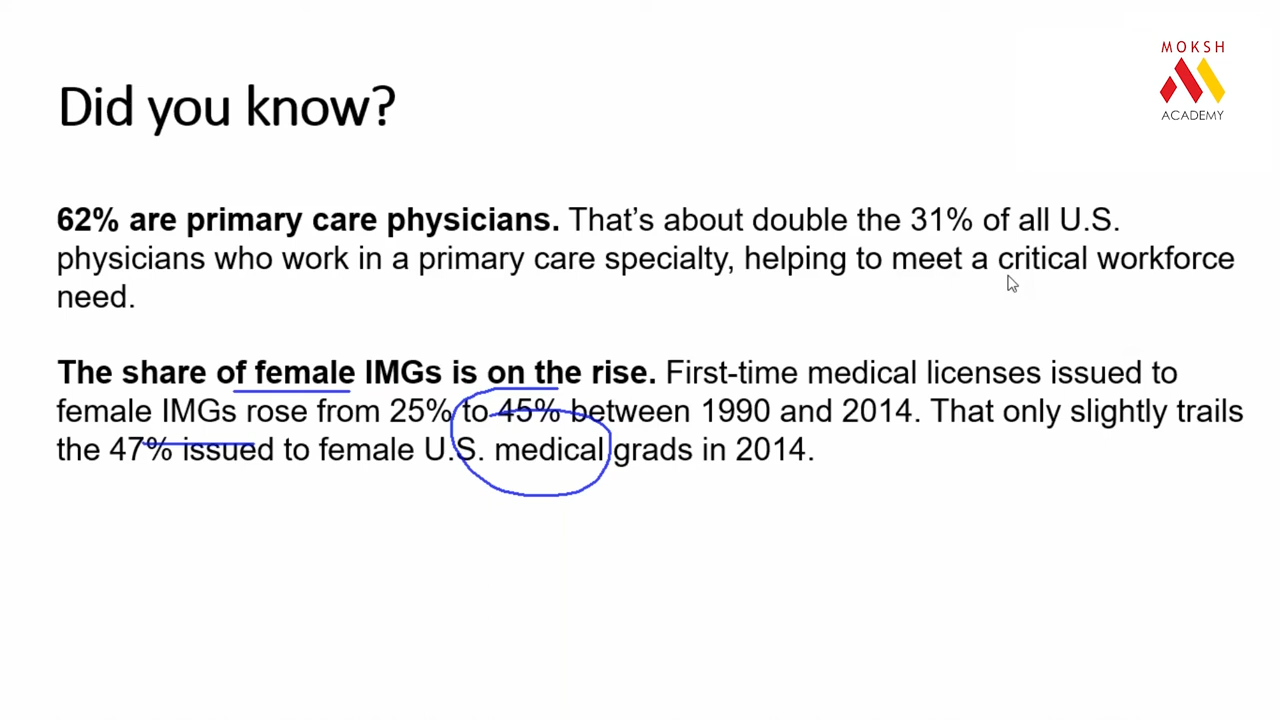 MOKSH
ACADEMY
Did you know?
62% are primary care physicians. That’s about double the 31% of all U.S.
physicians who work in a primary care specialty, helping to meet a critical workforce
need.
The share of female IMGs is on the rise. First-time medical licenses issued to
female IMGs rose from 25% to 45% between 1990 and 2014. That only slightly trails
the 47% issued to female U.S. medical grads in 2014.